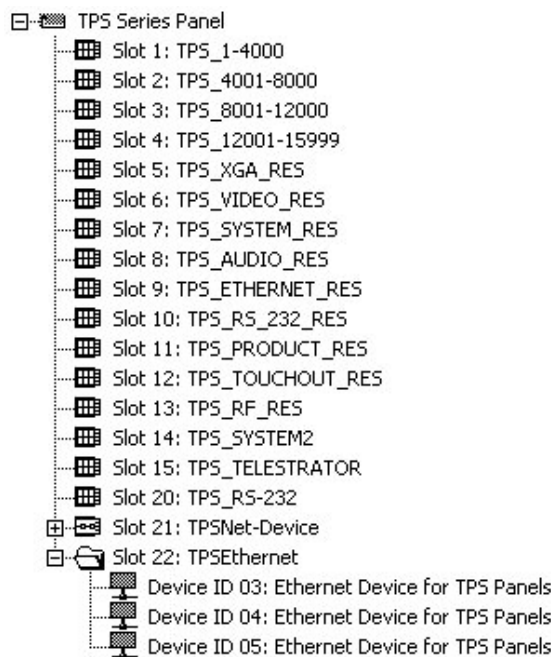 TPS Series Panel
Slot 1: TPS_1-4000
Slot 2: TPS_4001-8000
Slot 3: TPS_8001-12000
Slot 4: TPS_12001-15999
Slot 5: TPS_XGA_RES
Slot 6: TPS_VIDEO_RES
Slot 7: TPS_SYSTEM_RES
Slot 8: TPS_AUDIO_RES
Slot 9: TPS_ETHERNET_RES
Slot 10: TPS_RS_232_RES
Slot 11: TPS_PRODUCT_RES
Slot 12: TPS_TOUCHOUT_RES
Slot 13: TPS_RF_RES
Slot 14: TPS_SYSTEM2
Slot 15: TPS_TELESTRATOR
Slot 20: TPS_RS-232
Slot 21: TPSNet-Device
Slot 22: TPSEthernet
Device ID 03: Ethernet Device for TPS Panels
Device ID 04: Ethernet Device for TPS Panels
Device ID 05: Ethernet Device for TPS Panels